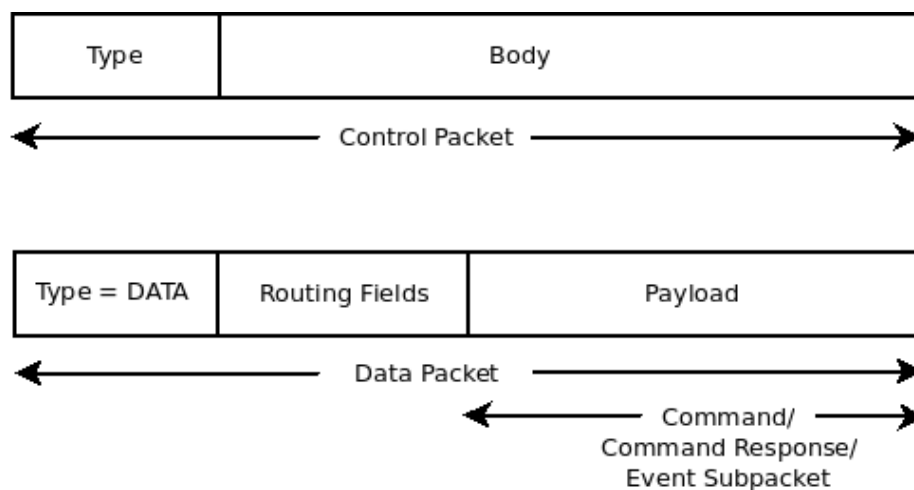 Type Body
Control Packet
Type = DATA Routing Fields Payload
Data Packet
Command/
Command Response/
Event Subpacket